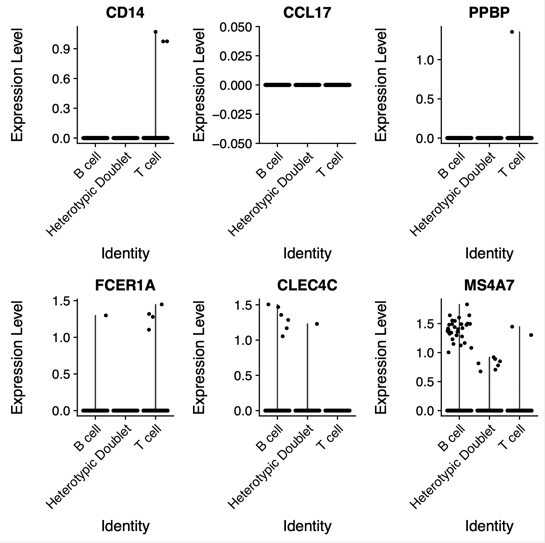 CD14
Expression Level
0.9
0.6
0.3
0.0
B cell
Heterotypic Doublet
T cell
Identity
CCL17
Expression Level
0.050
0.025
0.000
−0.025
−0.050
B cell
Heterotypic Doublet
T cell
Identity
PPBP
Expression Level
1.0
0.5
0.0
B cell
Heterotypic Doublet
T cell
Identity
FCER1A
Expression Level
1.5
1.0
0.5
0.0
B cell
Heterotypic Doublet
T cell
Identity
CLEC4C
Expression Level
1.5
1.0
0.5
0.0
B cell
Heterotypic Doublet
T cell
Identity
MS4A7
Expression Level
1.5
1.0
0.5
0.0
B cell
Heterotypic Doublet
T cell
Identity